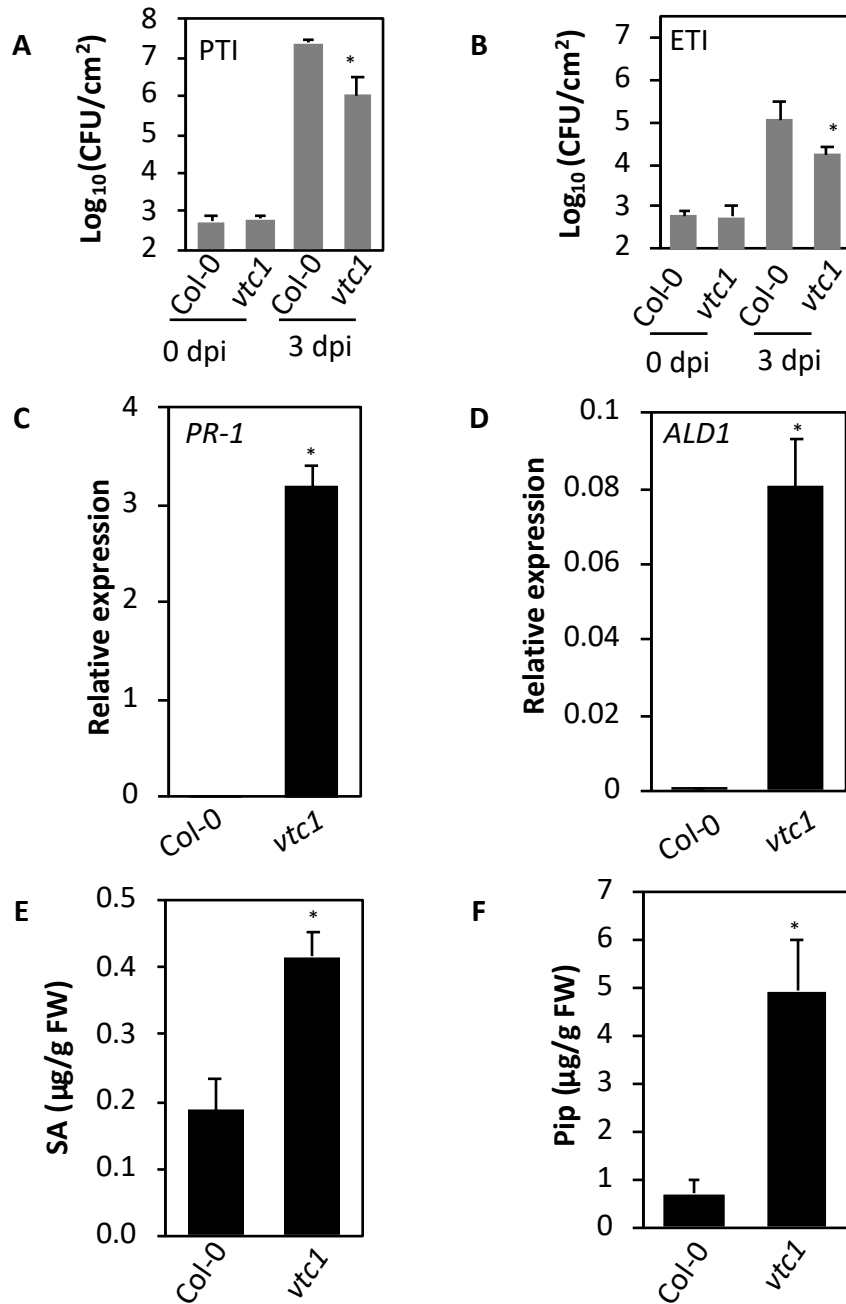 A
Log₁₀(CFU/cm²)
8
7
6
5
4
3
2
PTI
*
Col-0
vtc1
Col-0
vtc1
0 dpi
3 dpi
B
Log₁₀(CFU/cm²)
7
6
5
4
3
2
ETI
*
Col-0
vtc1
Col-0
vtc1
0 dpi
3 dpi
C
Relative expression
4
3
2
1
0
PR-1
*
Col-0
vtc1
D
Relative expression
0.1
0.08
0.06
0.04
0.02
0
ALD1
*
Col-0
vtc1
E
SA (µg/g FW)
0.5
0.4
0.3
0.2
0.1
0.0
*
Col-0
vtc1
F
Pip (µg/g FW)
7
6
5
4
3
2
1
0
*
Col-0
vtc1